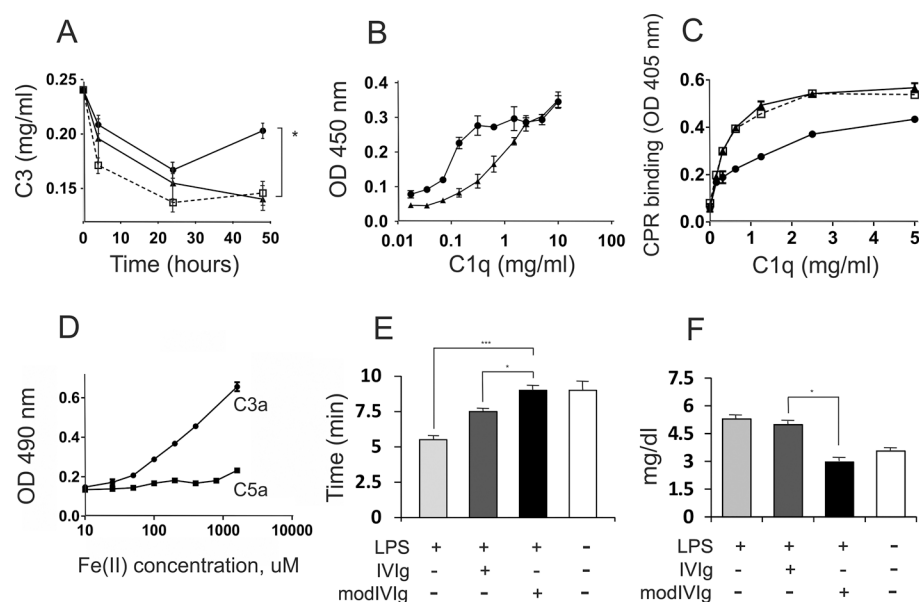 A
C3 (mg/ml)
0.25
0.20
0.15
0 10 20 30 40 50
Time (hours)
*
B
OD 450 nm
0.4
0.3
0.2
0.1
0.0
0.01 0.1 1 10 100
C1q (mg/ml)
C
CPR binding (OD 405 nm)
0.6
0.4
0.2
0.0
0 1 2 3 4 5
C1q (mg/ml)
D
OD 490 nm
0.6
0.4
0.2
0.0
10 100 1000 10000
C3a
C5a
Fe(II) concentration, uM
E
Time (min)
10
7.5
5
2.5
0
***
*
LPS + + + -
IVIg - + - -
modIVIg - - + -
F
mg/dl
7.5
6
4.5
3
1.5
0
*
LPS + + + -
IVIg - + - -
modIVIg - - + -